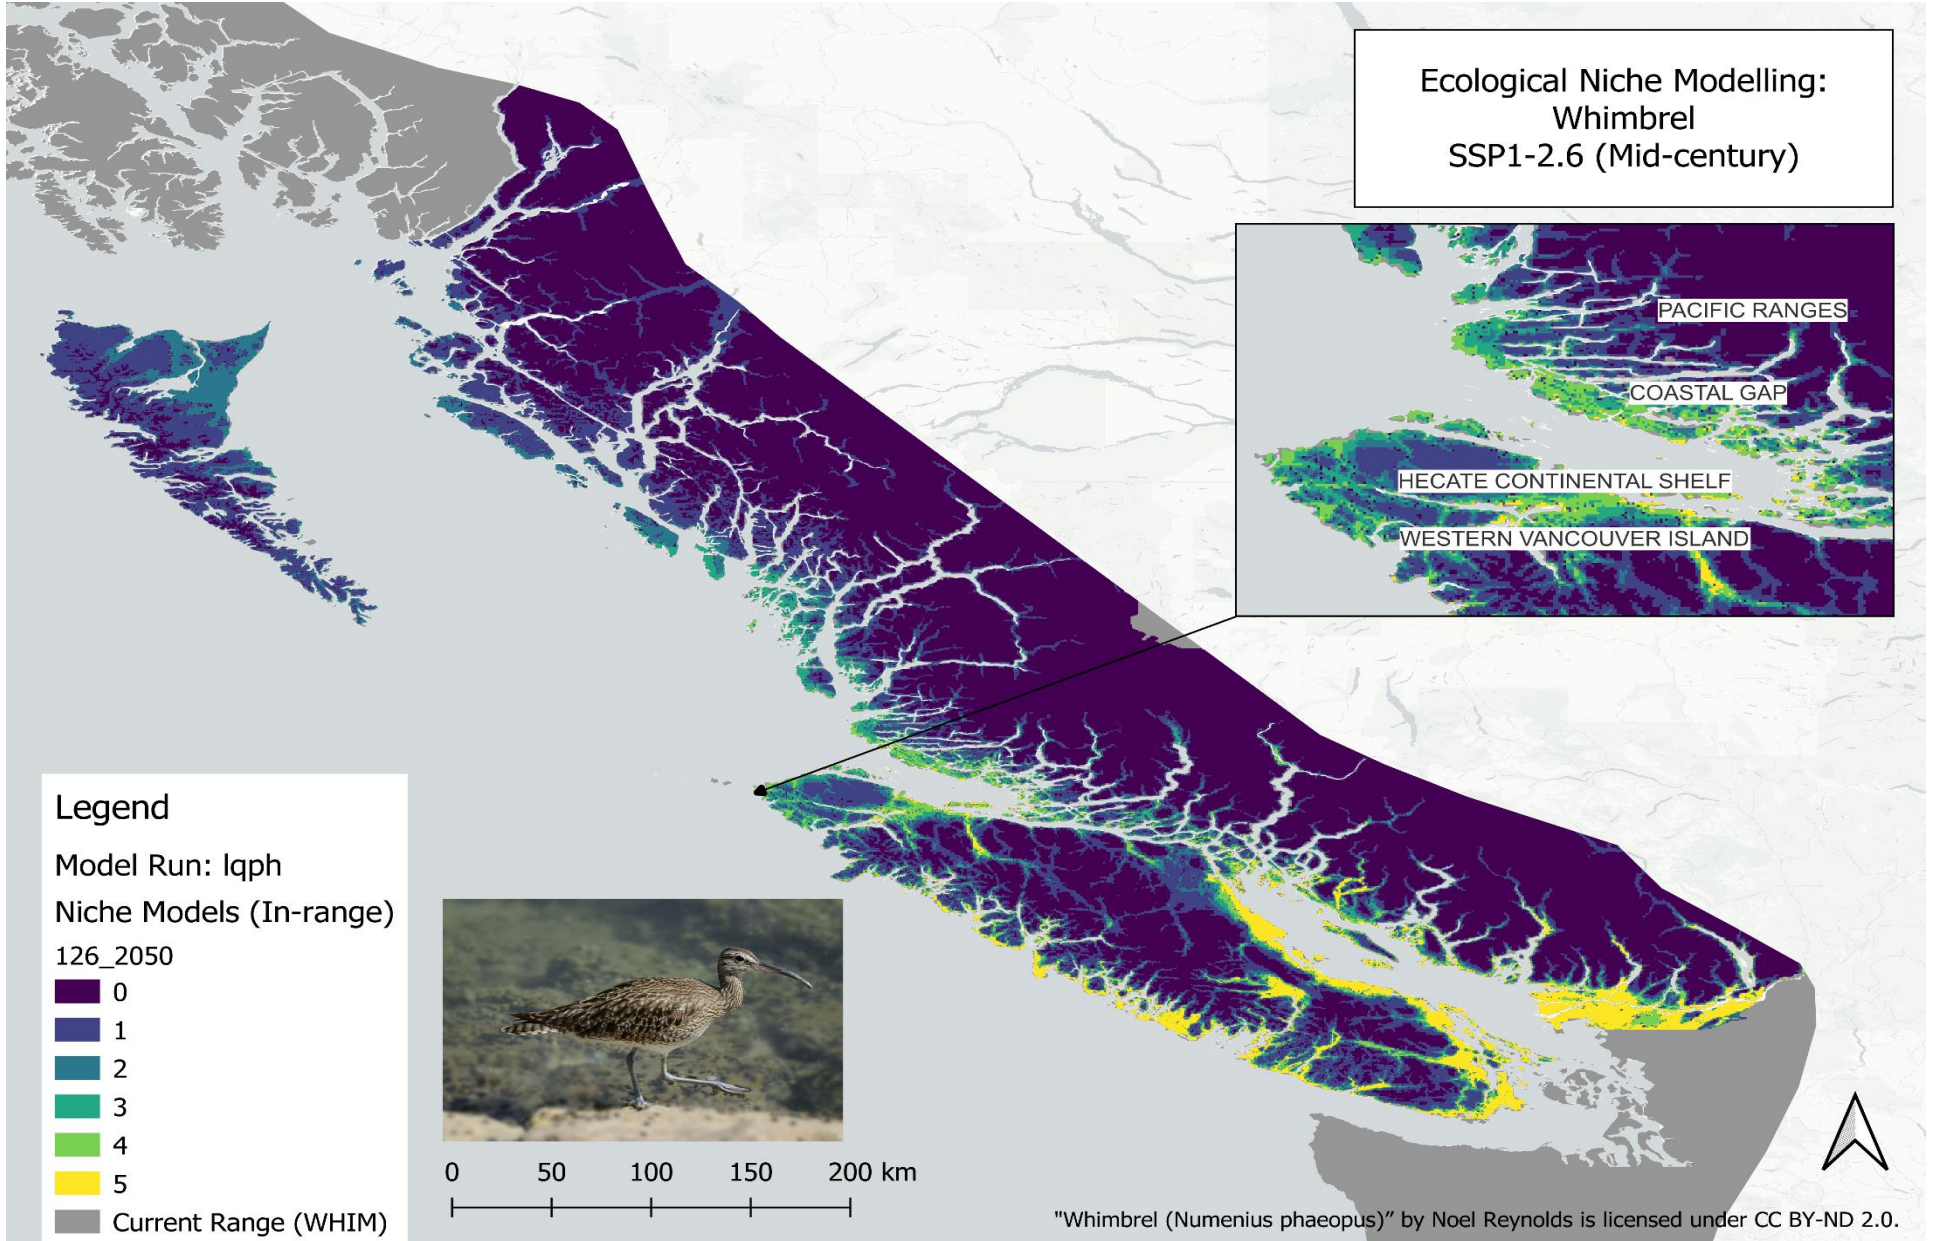 Ecological Niche Modelling:
Whimbrel
SSP1-2.6 (Mid-century)
PACIFIC RANGES
COASTAL GAP
HECATE CONTINENTAL SHELF
WESTERN VANCOUVER ISLAND
Legend
Model Run: lqph
Niche Models (In-range)
126_2050
0
1
2
3
4
5
Current Range (WHIM)
0 50 100 150 200 km
"Whimbrel (Numenius phaeopus)” by Noel Reynolds is licensed under CC BY-ND 2.0.